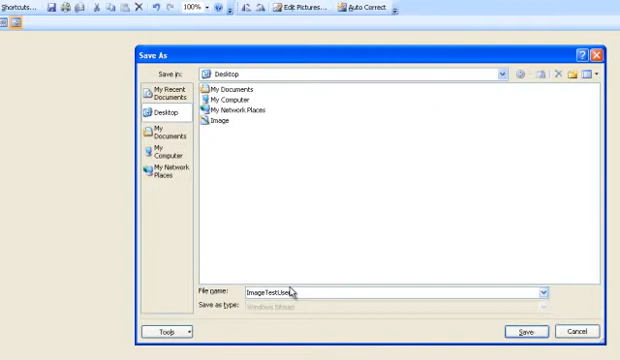 Shortcuts...
100%
Edit Pictures...
Auto Correct
Save As
Save in:
Desktop
My Recent
Documents
Desktop
My
Documents
My
Computer
My Network
Places
My Documents
My Computer
My Network Places
Image
File name:
ImageTestUser
Save as type:
Windows Bitmap
Tools
Save
Cancel